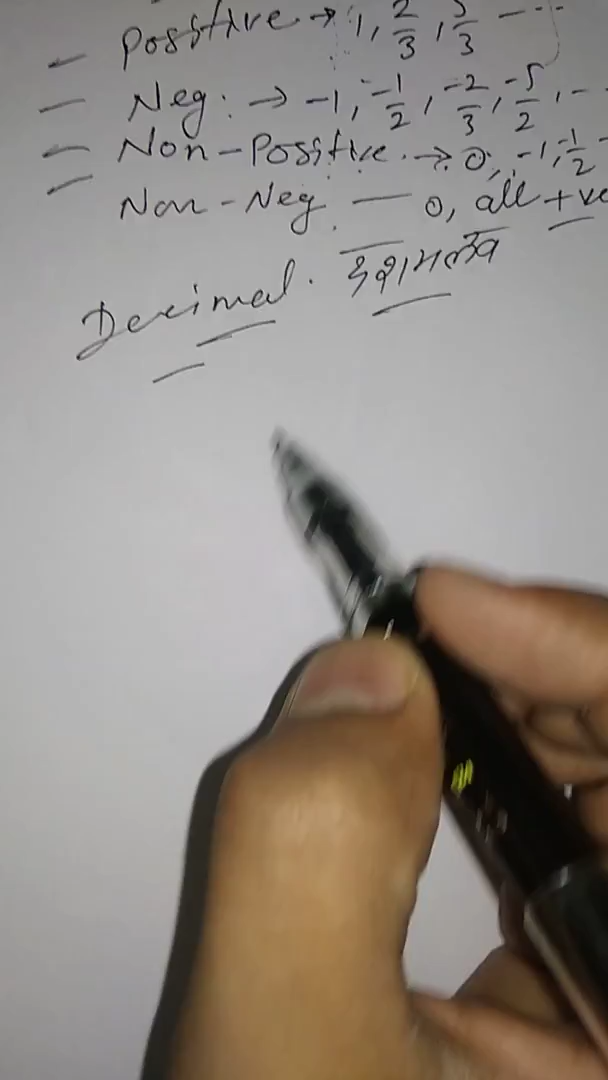 – Positive → 1, 2/3, 5/3 – ...
– Neg. → -1, -1/2, -2/3, -5/2, - -
– Non-Positive. → 0, -1, -1/2 -
– Non-Neg. — 0, all +ve
Decimal. दशमलव